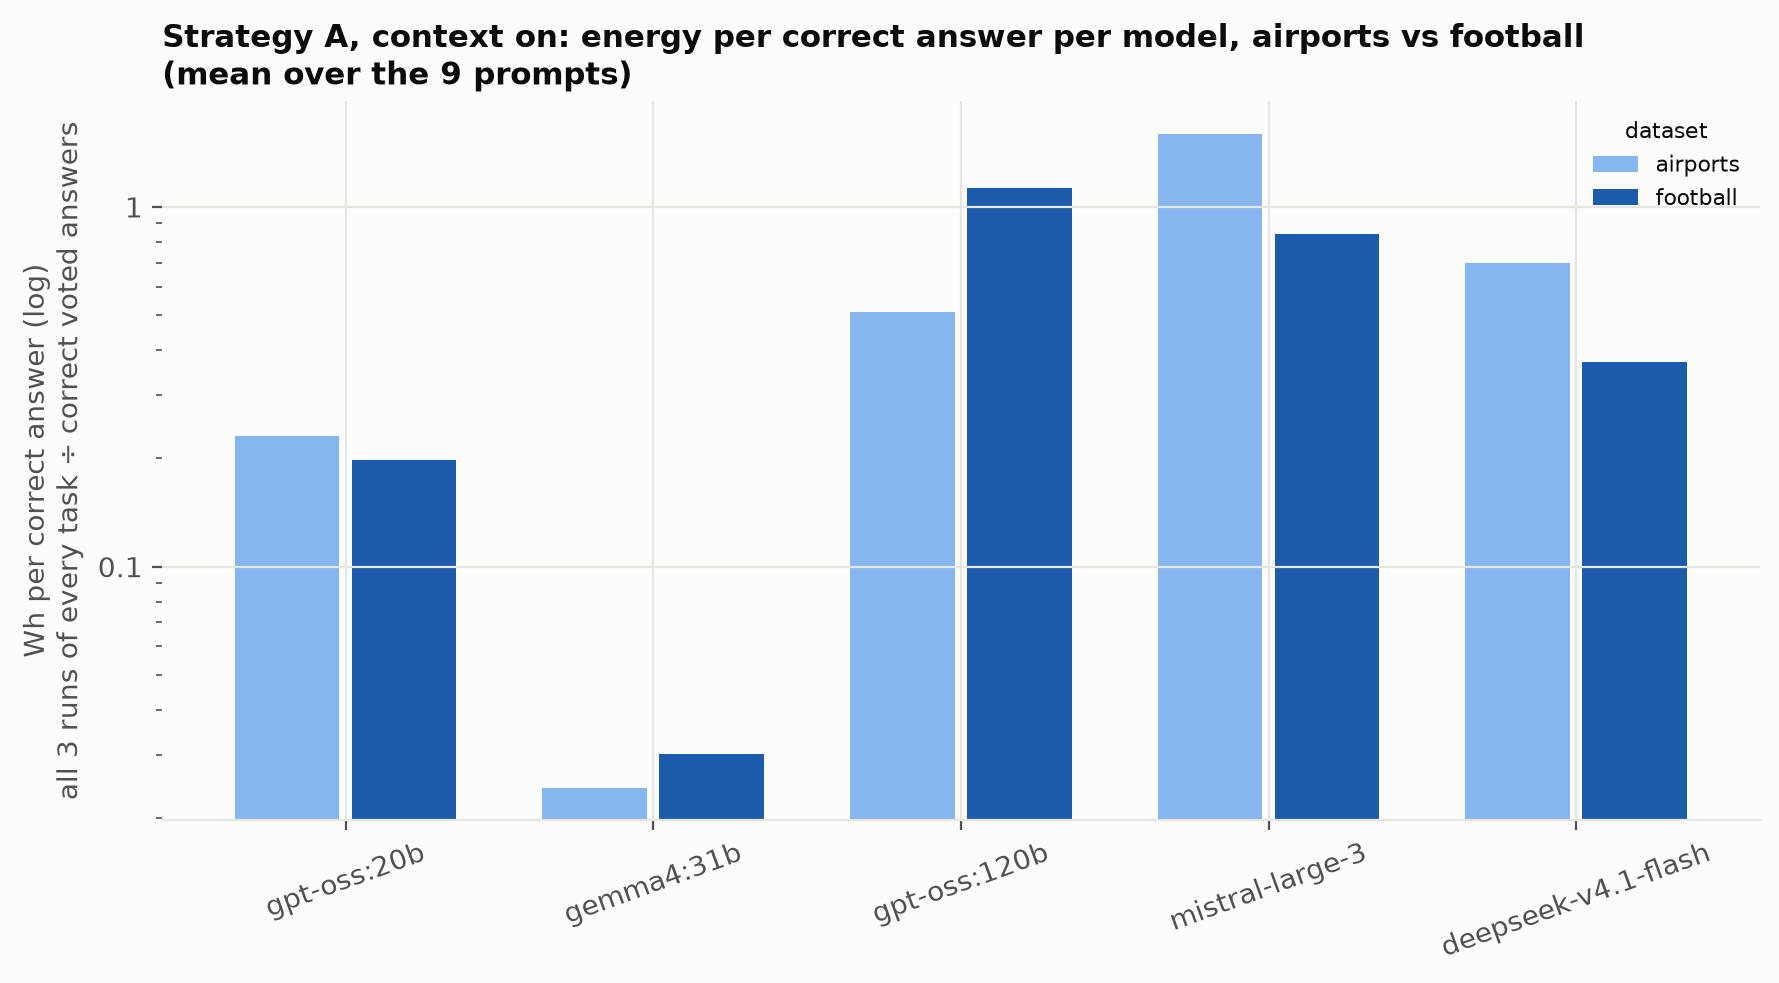 Strategy A, context on: energy per correct answer per model, airports vs football
(mean over the 9 prompts)
dataset
airports
football
Wh per correct answer (log)
all 3 runs of every task ÷ correct voted answers
1
0.1
gpt-oss:20b
gemma4:31b
gpt-oss:120b
mistral-large-3
deepseek-v4.1-flash